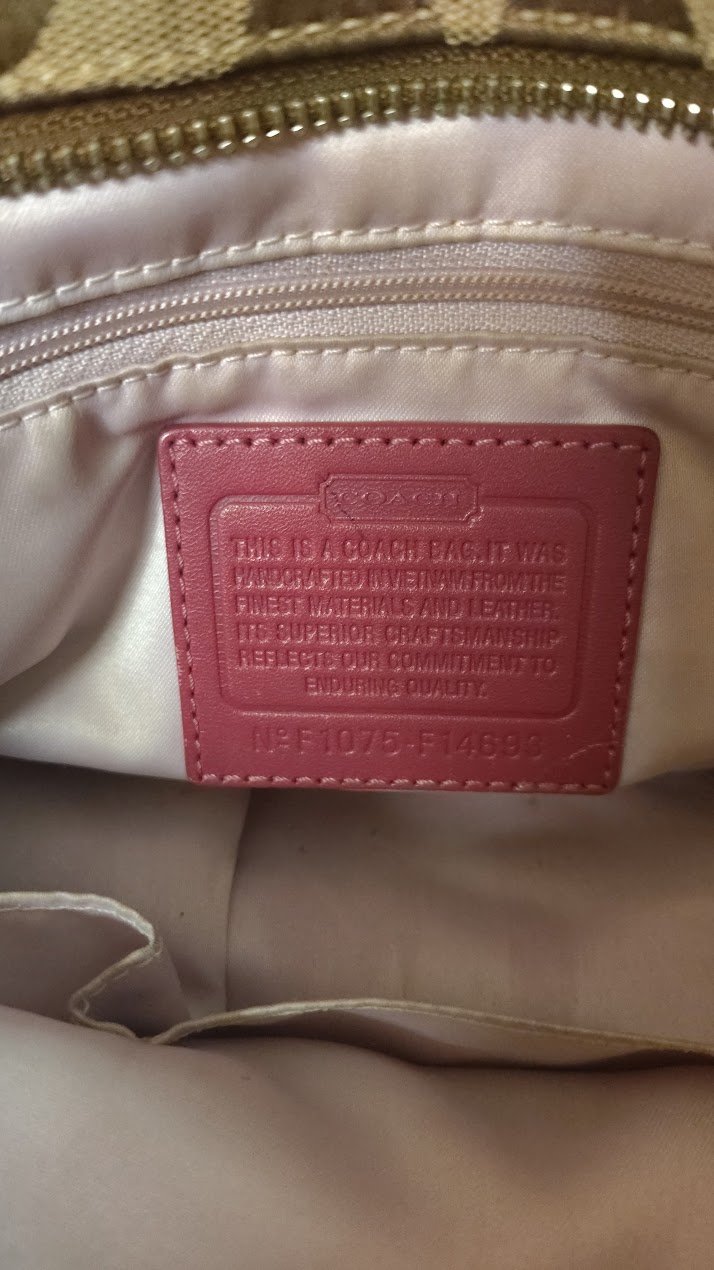 COACH
THIS IS A COACH BAG. IT WAS
HANDCRAFTED IN VIETNAM FROM THE
FINEST MATERIALS AND LEATHER.
ITS SUPERIOR CRAFTSMANSHIP
REFLECTS OUR COMMITMENT TO
ENDURING QUALITY.
Nº F1075-F14693